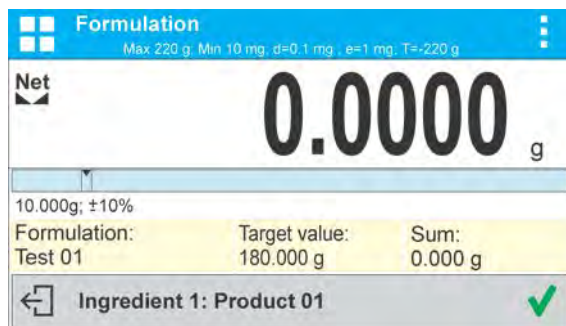 Formulation
Max 220 g. Min 10 mg. d=0.1 mg , e=1 mg. T=-220 g
Net
0.0000 g
10.000g; ±10%
Formulation: Target value: Sum:
Test 01 180.000 g 0.000 g
Ingredient 1: Product 01